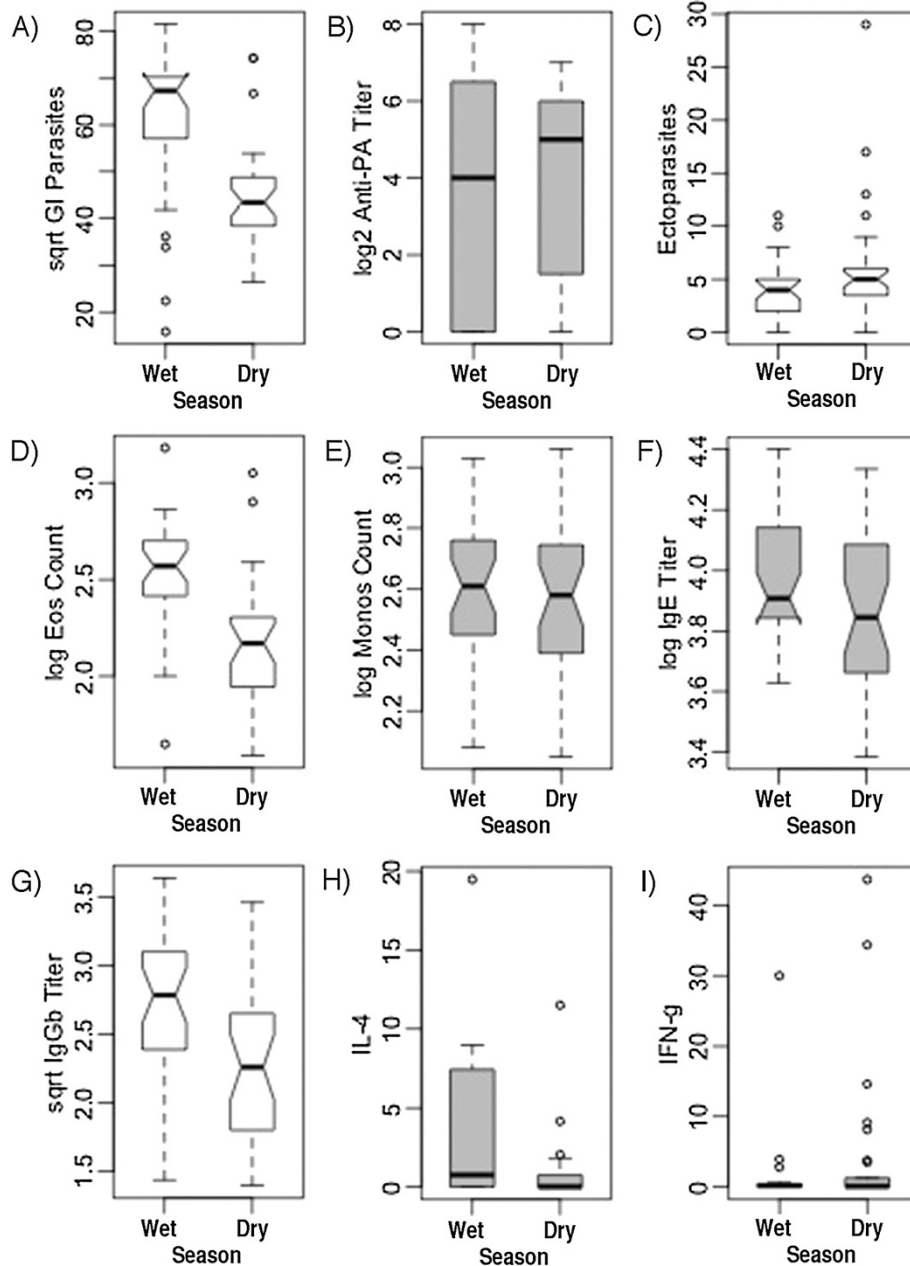 A)
sqrt GI Parasites
80
60
40
20
Wet Dry
Season
B)
log2 Anti-PA Titer
8
6
4
2
0
Wet Dry
Season
C)
Ectoparasites
30
25
20
15
10
5
0
Wet Dry
Season
D)
log Eos Count
3.0
2.5
2.0
Wet Dry
Season
E)
log Monos Count
3.0
2.8
2.6
2.4
2.2
Wet Dry
Season
F)
log IgE Titer
4.4
4.2
4.0
3.8
3.6
3.4
Wet Dry
Season
G)
sqrt IgGb Titer
3.5
3.0
2.5
2.0
1.5
Wet Dry
Season
H)
IL-4
20
15
10
5
0
Wet Dry
Season
I)
IFN-g
40
30
20
10
0
Wet Dry
Season